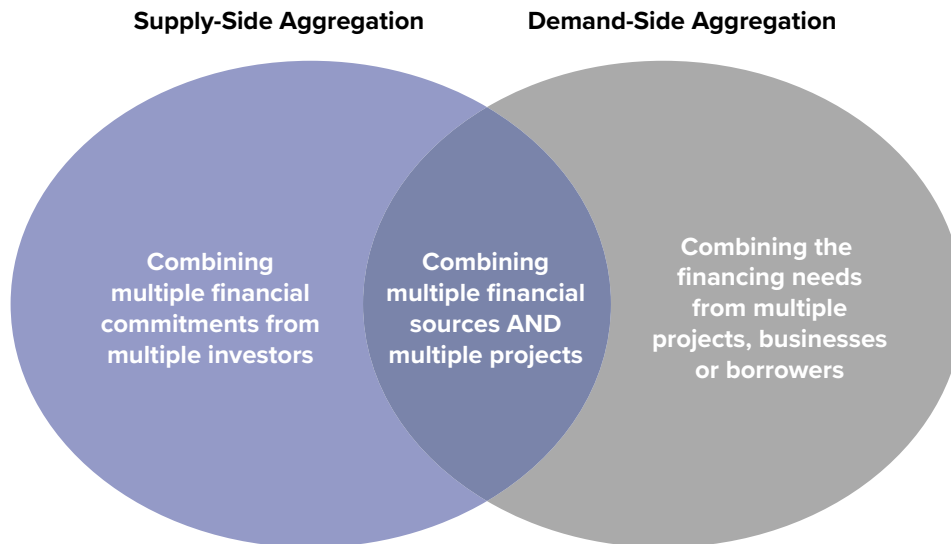 Supply-Side Aggregation
Demand-Side Aggregation
Combining
multiple financial
commitments from
multiple investors
Combining
multiple financial
sources AND
multiple projects
Combining the
financing needs
from multiple
projects, businesses
or borrowers